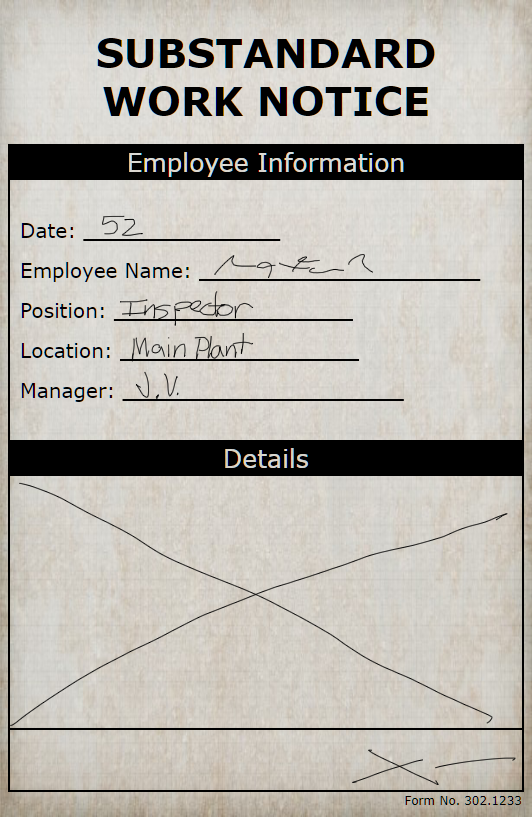 SUBSTANDARD
WORK NOTICE
Employee Information
Date: 52
Employee Name:
Position: Inspector
Location: Main Plant
Manager: J.V.
Details
Form No. 302.1233